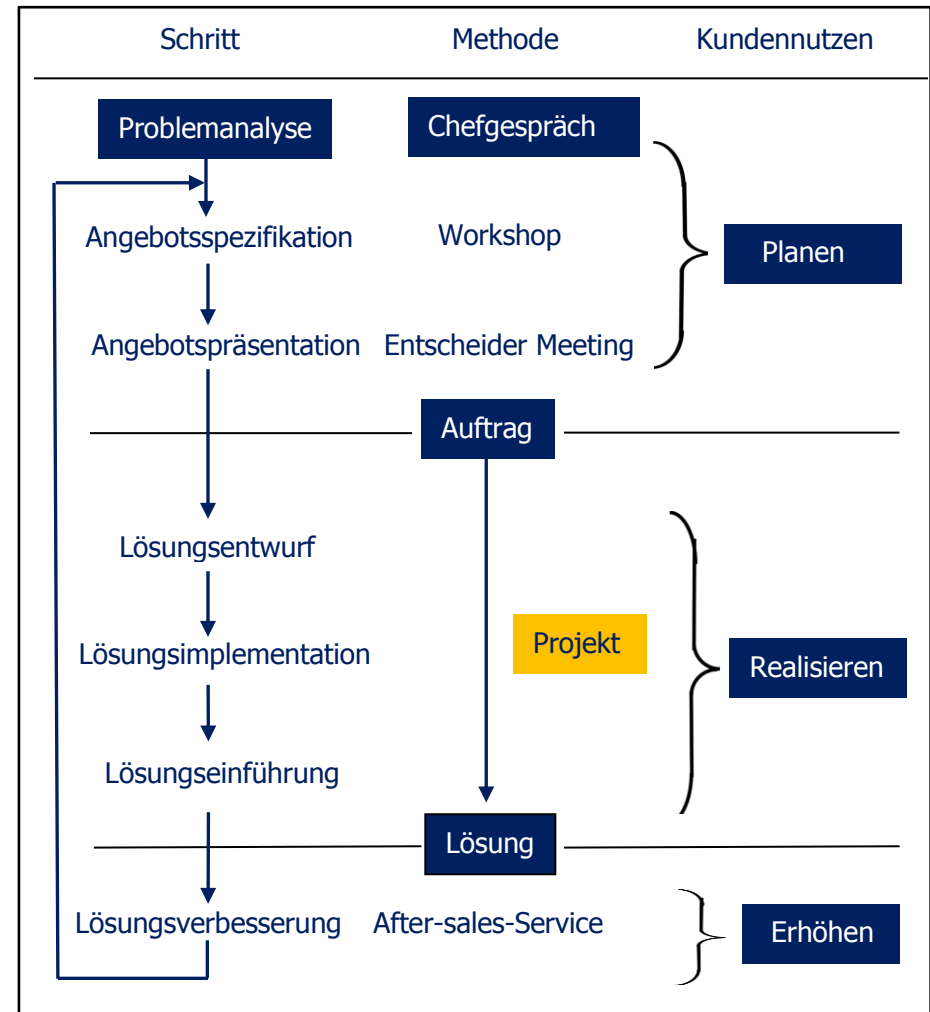 Schritt Methode Kundennutzen
Problemanalyse Chefgespräch
Angebotsspezifikation Workshop Planen
Angebotspräsentation Entscheider Meeting
Auftrag
Lösungsentwurf
Projekt
Lösungsimplementation Realisieren
Lösungseinführung
Lösung
Lösungsverbesserung After-sales-Service Erhöhen